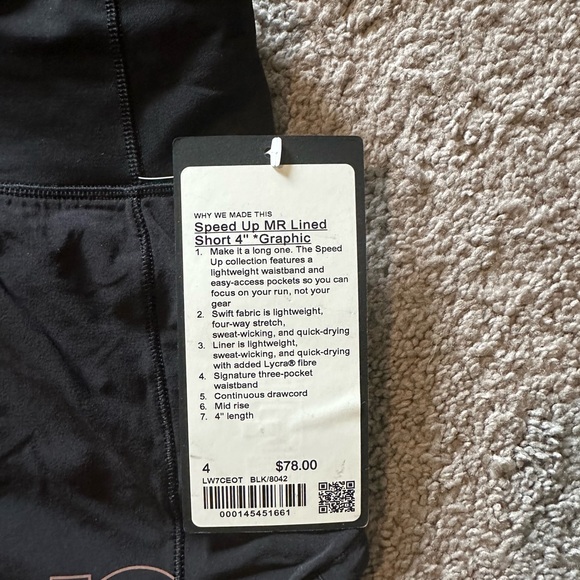 WHY WE MADE THIS
Speed Up MR Lined
Short 4" *Graphic
1. Make it a long one. The Speed
Up collection features a
lightweight waistband and
easy-access pockets so you can
focus on your run, not your
gear
2. Swift fabric is lightweight,
four-way stretch,
sweat-wicking, and quick-drying
3. Liner is lightweight,
sweat-wicking, and quick-drying
with added Lycra® fibre
4. Signature three-pocket
waistband
5. Continuous drawcord
6. Mid rise
7. 4" length
4 $78.00
LW7CEOT BLK/8042
000145451661